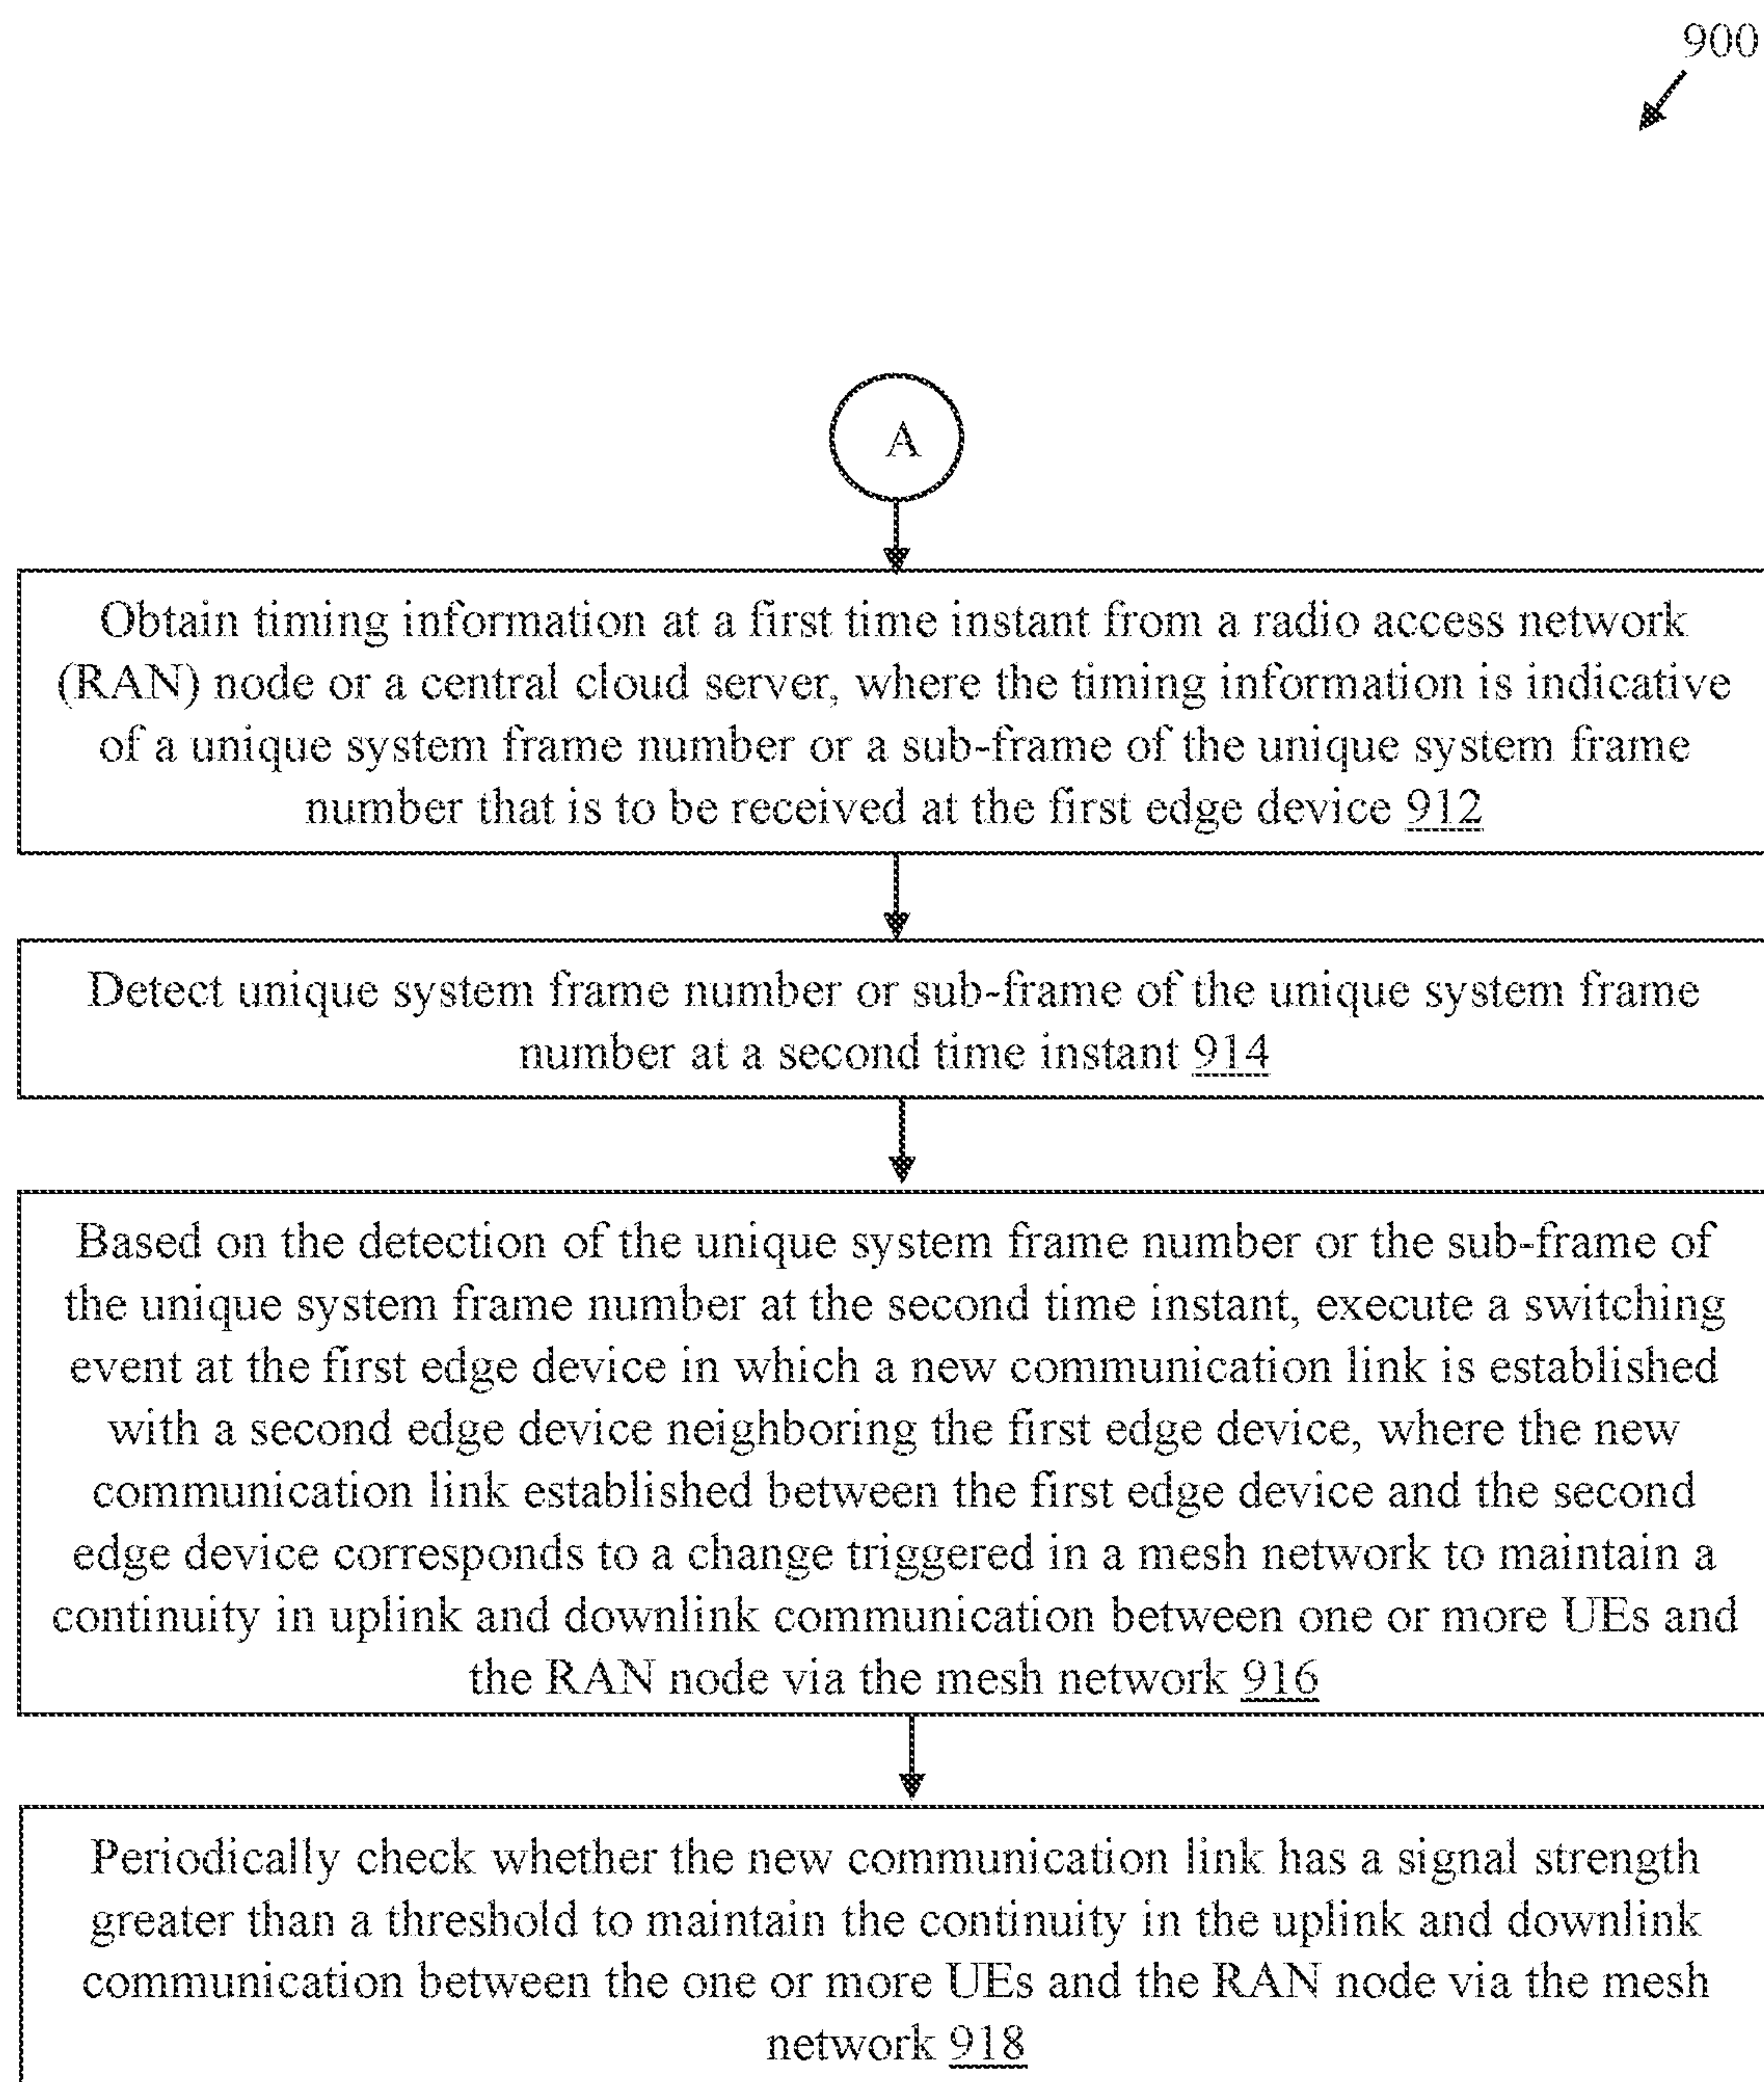 900
A
Obtain timing information at a first time instant from a radio access network
(RAN) node or a central cloud server, where the timing information is indicative
of a unique system frame number or a sub-frame of the unique system frame
number that is to be received at the first edge device 912
Detect unique system frame number or sub-frame of the unique system frame
number at a second time instant 914
Based on the detection of the unique system frame number or the sub-frame of
the unique system frame number at the second time instant, execute a switching
event at the first edge device in which a new communication link is established
with a second edge device neighboring the first edge device, where the new
communication link established between the first edge device and the second
edge device corresponds to a change triggered in a mesh network to maintain a
continuity in uplink and downlink communication between one or more UEs and
the RAN node via the mesh network 916
Periodically check whether the new communication link has a signal strength
greater than a threshold to maintain the continuity in the uplink and downlink
communication between the one or more UEs and the RAN node via the mesh
network 918